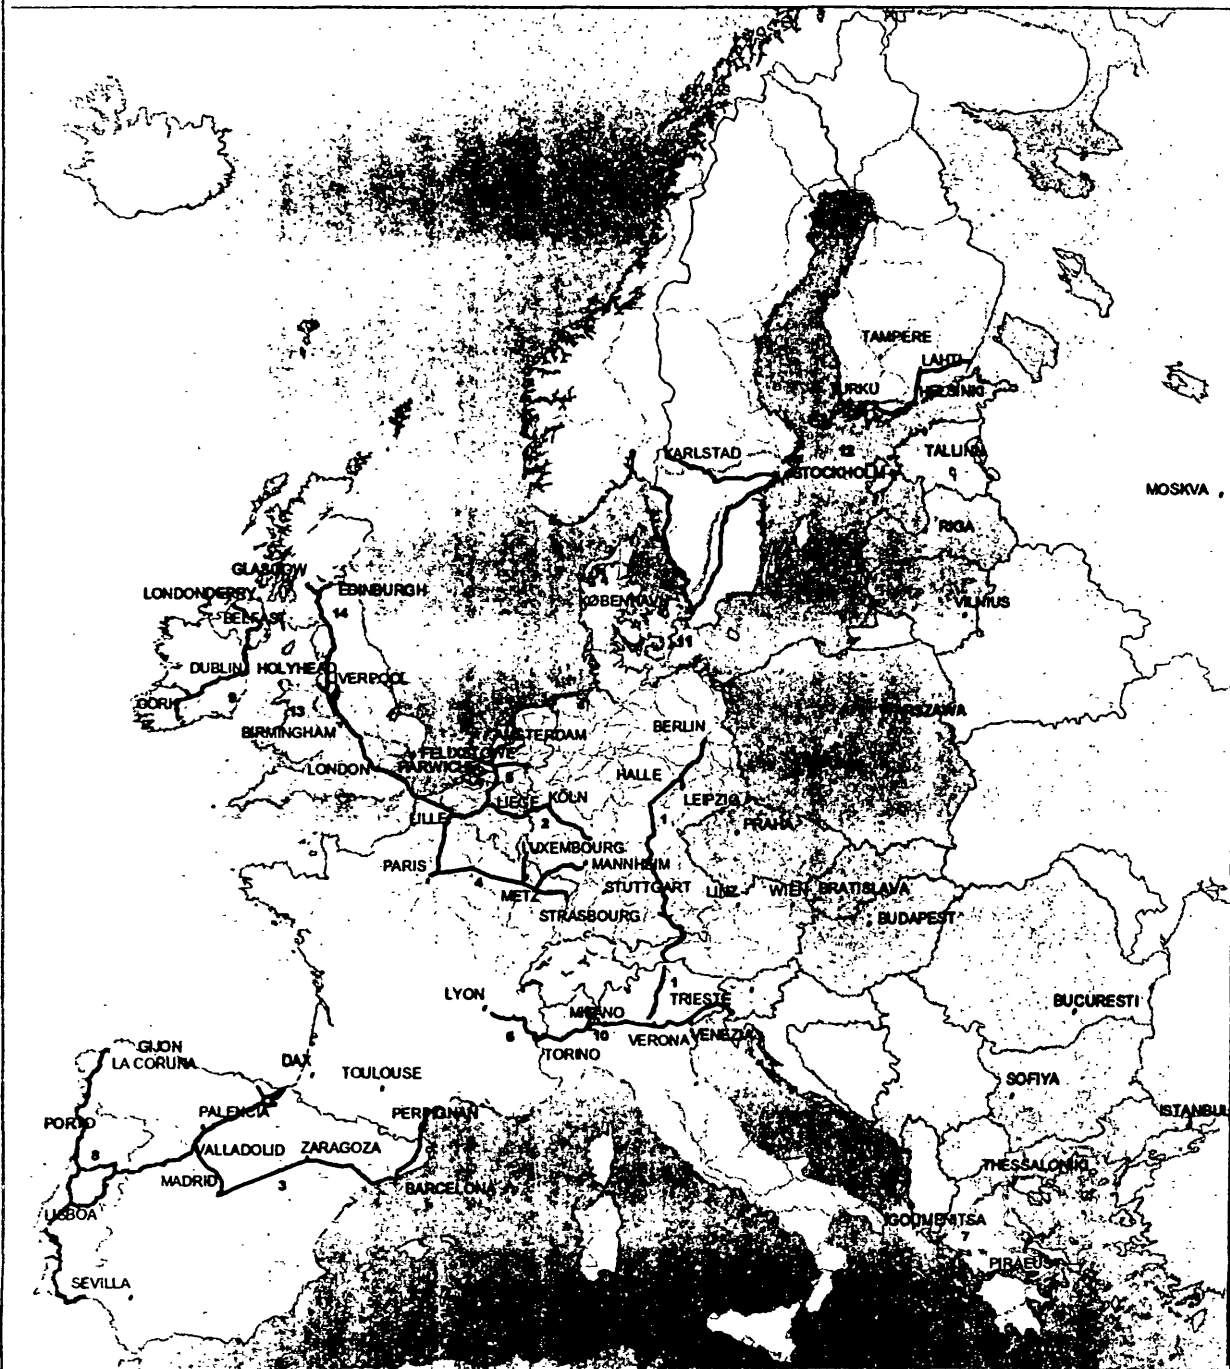 TAMPERE
LAHTI
TURKU
HELSINKI
KARLSTAD
12
TALLINN
STOCKHOLM
MOSKVA
RIGA
GLASGOW
LONDONDERRY
EDINBURGH
KØBENHAVN
VILNIUS
14
BELFAST
11
DUBLIN
HOLYHEAD
LIVERPOOL
CORK
9
13
BIRMINGHAM
BERLIN
WARSZAWA
AMSTERDAM
FELIXSTOWE
HARWICH
LONDON
5
HALLE
LEIPZIG
LILLE
LIEGE
KÖLN
2
1
PRAHA
LUXEMBOURG
PARIS
MANNHEIM
4
METZ
STUTTGART
LINZ
WIEN
BRATISLAVA
STRASBOURG
BUDAPEST
LYON
1
TRIESTE
MILANO
BUCURESTI
6
TORINO
10
VERONA
VENEZIA
GIJON
LA CORUNA
DAX
TOULOUSE
SOFIYA
PALENCIA
PERPIGNAN
ISTANBUL
PORTO
VALLADOLID
ZARAGOZA
8
THESSALONIKI
MADRID
3
BARCELONA
LISBOA
IGOUMENITSA
7
PIRAEUS
SEVILLA